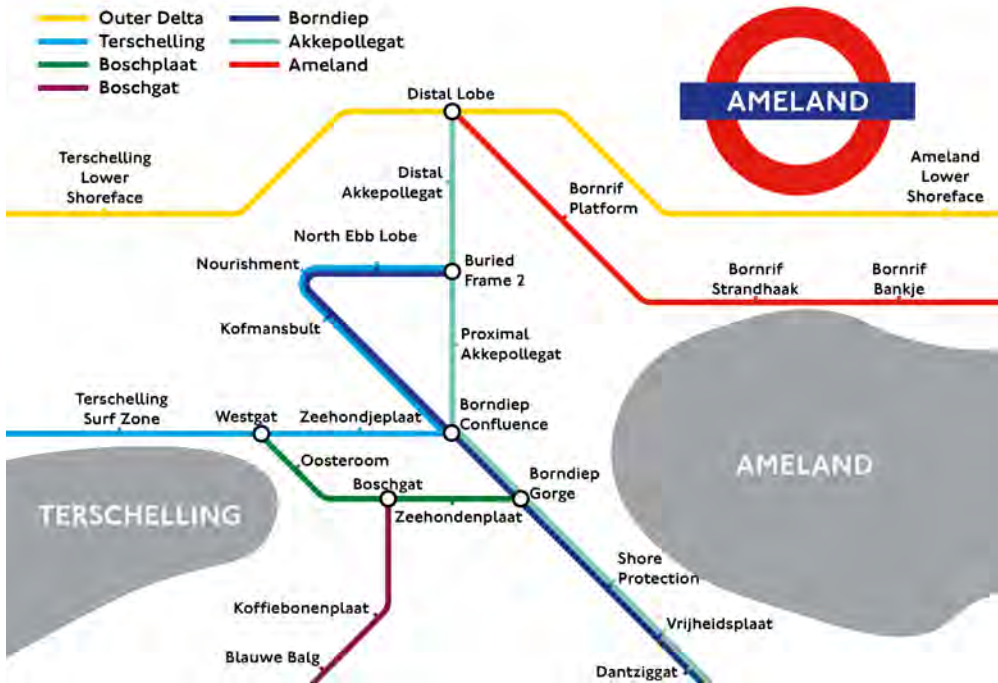 Outer Delta
Terschelling
Boschplaat
Boschgat
Borndiep
Akkepollegat
Ameland
AMELAND
Distal Lobe
Terschelling
Lower
Shoreface
Distal
Akkepollegat
Bornrif
Platform
Ameland
Lower
Shoreface
North Ebb Lobe
Nourishment
Buried
Frame 2
Bornrif
Strandhaak
Bornrif
Bankje
Kofmansbult
Proximal
Akkepollegat
Terschelling
Surf Zone
Westgat
Zeehondjeplaat
Borndiep
Confluence
Oosteroom
Boschgat
Borndiep
Gorge
AMELAND
TERSCHELLING
Zeehondenplaat
Shore
Protection
Koffiebonenplaat
Vrijheidsplaat
Blauwe Balg
Dantziggat